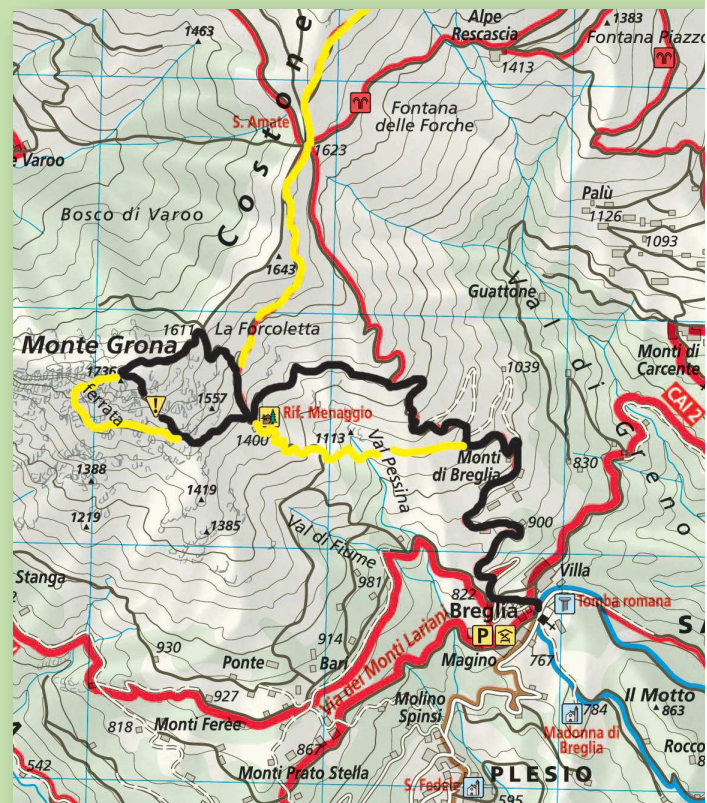 1463
Costone
S. Amate
e Varoo
Bosco di Varoo
1643
1623
Alpe
Rescascia
1413
1383
Fontana Piazzo
Fontana
delle Forche
Palù
1126
1093
Guattone
1039
Val di Greno
Monti di
Carcente
CAI 2
830
1611
La Forcoletta
Monte Grona
1736
ferrata
!
1557
Rif. Menaggio
1400
1113
Val Pessina
Monti
di Breglia
900
1388
1219
1419
1385
Val di Fiume
981
Stanga
930
914
Ponte
Bari
927
Monti Ferèe
818
via dei Monti Lariani
867
Monti Prato Stella
542
822
Breglia
Villa
Tomba romana
P
Magino
767
Molino
Spinsi
784
Madonna di
Breglia
Il Motto
863
Rocco
SA
S. Fedele
PLESIO
595